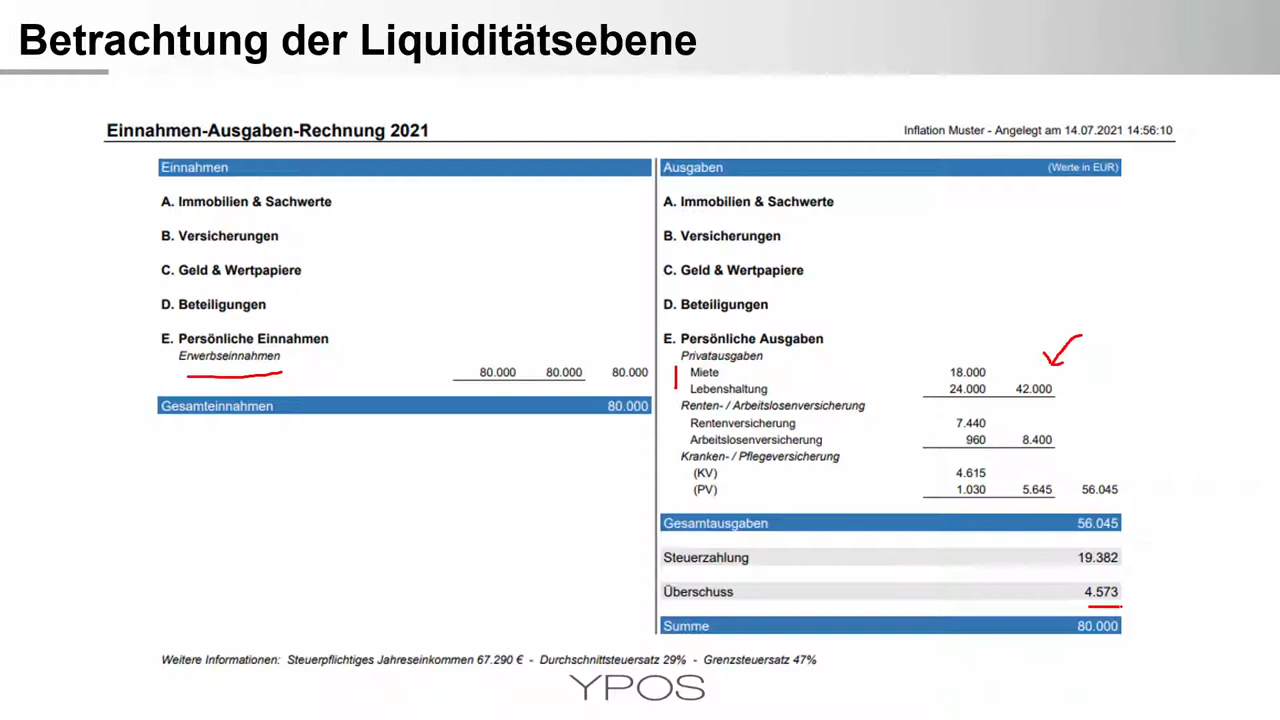 Betrachtung der Liquiditätsebene
Einnahmen-Ausgaben-Rechnung 2021
Inflation Muster - Angelegt am 14.07.2021 14:56:10
Einnahmen
A. Immobilien & Sachwerte
B. Versicherungen
C. Geld & Wertpapiere
D. Beteiligungen
E. Persönliche Einnahmen
Erwerbseinnahmen
80.000 80.000 80.000
Gesamteinnahmen 80.000
Ausgaben (Werte in EUR)
A. Immobilien & Sachwerte
B. Versicherungen
C. Geld & Wertpapiere
D. Beteiligungen
E. Persönliche Ausgaben
Privatausgaben
Miete 18.000
Lebenshaltung 24.000 42.000
Renten- / Arbeitslosenversicherung
Rentenversicherung 7.440
Arbeitslosenversicherung 960 8.400
Kranken- / Pflegeversicherung
(KV) 4.615
(PV) 1.030 5.645 56.045
Gesamtausgaben 56.045
Steuerzahlung 19.382
Überschuss 4.573
Summe 80.000
Weitere Informationen: Steuerpflichtiges Jahreseinkommen 67.290 € - Durchschnittsteuersatz 29% - Grenzsteuersatz 47%
YPOS